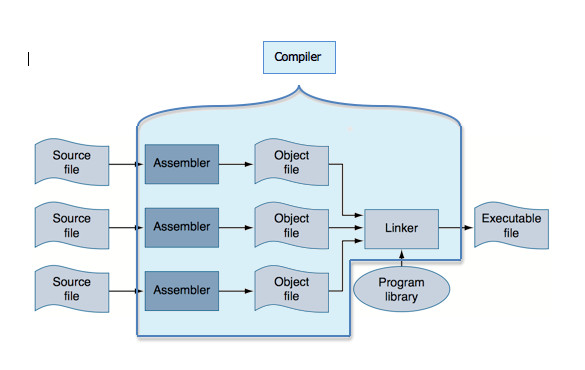 Compiler
Source
file
Assembler
Object
file
Source
file
Assembler
Object
file
Linker
Executable
file
Source
file
Assembler
Object
file
Program
library